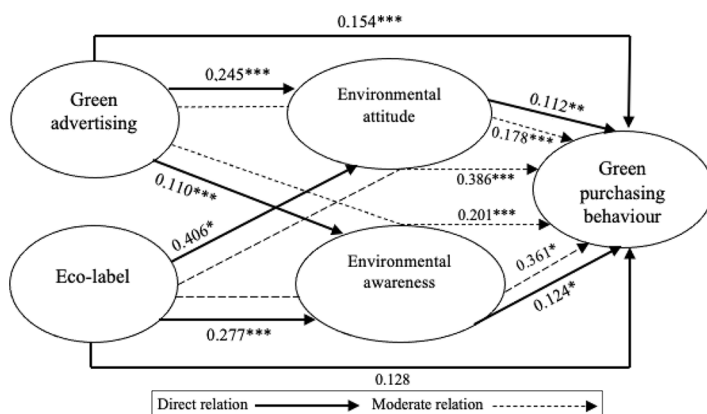 0.154***
0,245***
Green
advertising
Environmental
attitude
0.112**
0.178***
Green
purchasing
behaviour
0.386***
0.110***
0.406*
0.201***
Eco-label
Environmental
awareness
0.361*
0.124*
0.277***
0.128
Direct relation
Moderate relation